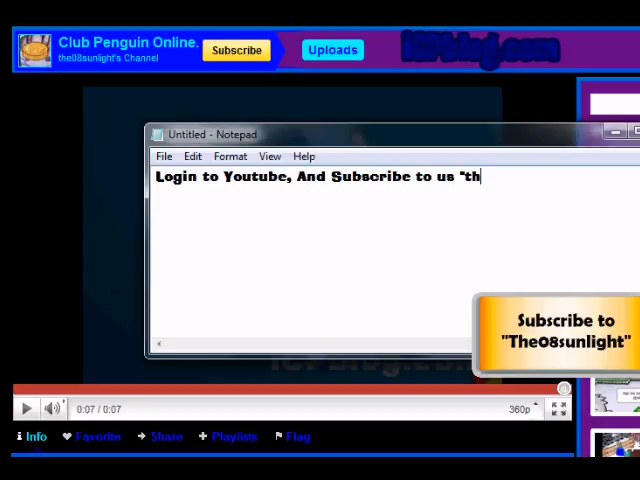 Club Penguin Online.
the08sunlight's Channel
Subscribe
Uploads
Untitled - Notepad
File Edit Format View Help
Login to Youtube, And Subscribe to us "th
Subscribe to
"The08sunlight"
0:07 / 0:07
360p
Info Favorite Share Playlists Flag